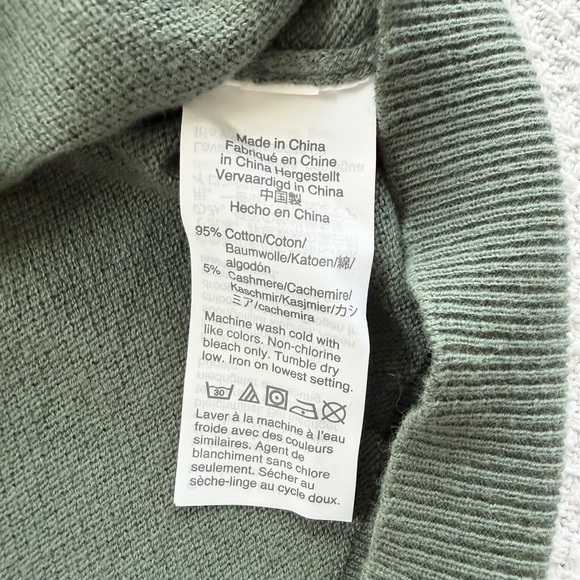 Made in China
Fabriqué en Chine
in China Hergestellt
Vervaardigd in China
中国製
Hecho en China
95% Cotton/Coton/
Baumwolle/Katoen/綿/
algodón
5% Cashmere/Cachemire/
Kaschmir/Kasjmier/カシ
ミア/cachemira
Machine wash cold with
like colors. Non-chlorine
bleach only. Tumble dry
low. Iron on lowest setting.
30
Laver à la machine à l'eau
froide avec des couleurs
similaires. Agent de
blanchiment sans chlore
seulement. Sécher au
sèche-linge au cycle doux.